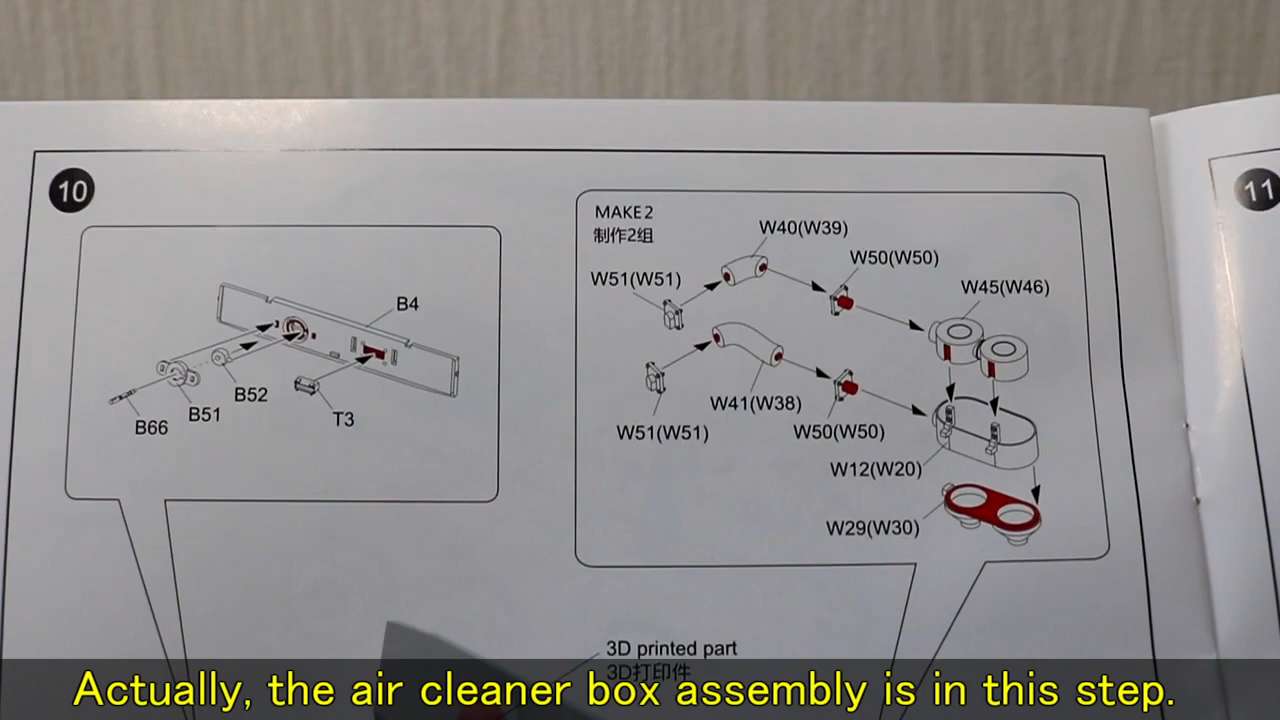 10
11
MAKE 2
制作2组
W40(W39)
W50(W50)
W51(W51)
W45(W46)
B4
B52
B51
B66
T3
W41(W38)
W51(W51)
W50(W50)
W12(W20)
W29(W30)
3D printed part
3D打印件
Actually, the air cleaner box assembly is in this step.